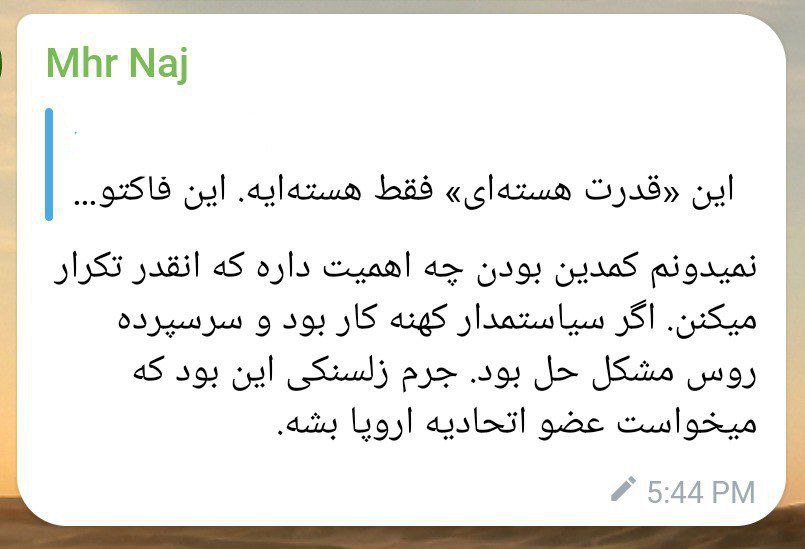 Mhr Naj
این «قدرت هسته‌ای» فقط هسته‌ایه. این فاکتو...
نمیدونم کمدین بودن چه اهمیت داره که انقدر تکرار
میکنن. اگر سیاستمدار کهنه کار بود و سرسپرده
روس مشکل حل بود. جرم زلسنکی این بود که
میخواست عضو اتحادیه اروپا بشه.
5:44 PM